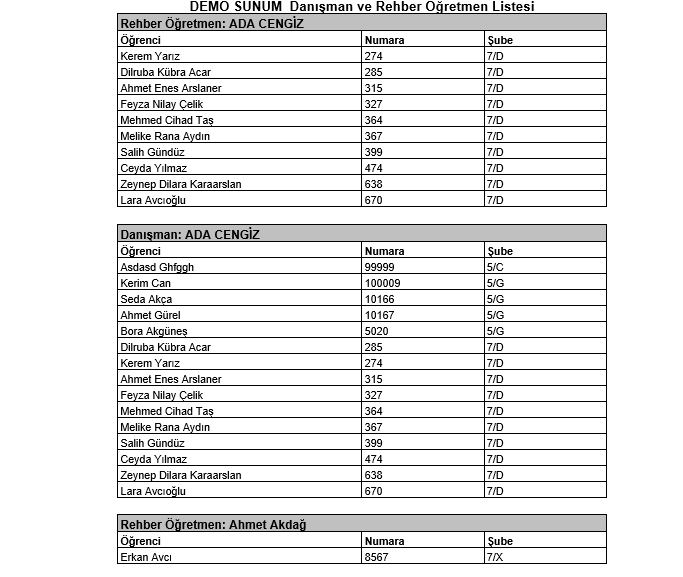 DEMO SUNUM Danışman ve Rehber Öğretmen Listesi
Rehber Öğretmen: ADA CENGİZ
Öğrenci Numara Şube
Kerem Yarız 274 7/D
Dilruba Kübra Acar 285 7/D
Ahmet Enes Arslaner 315 7/D
Feyza Nilay Çelik 327 7/D
Mehmed Cihad Taş 364 7/D
Melike Rana Aydın 367 7/D
Salih Gündüz 399 7/D
Ceyda Yılmaz 474 7/D
Zeynep Dilara Karaarslan 638 7/D
Lara Avcıoğlu 670 7/D
Danışman: ADA CENGİZ
Öğrenci Numara Şube
Asdasd Ghfggh 99999 5/C
Kerim Can 100009 5/G
Seda Akça 10166 5/G
Ahmet Gürel 10167 5/G
Bora Akgüneş 5020 5/G
Dilruba Kübra Acar 285 7/D
Kerem Yarız 274 7/D
Ahmet Enes Arslaner 315 7/D
Feyza Nilay Çelik 327 7/D
Mehmed Cihad Taş 364 7/D
Melike Rana Aydın 367 7/D
Salih Gündüz 399 7/D
Ceyda Yılmaz 474 7/D
Zeynep Dilara Karaarslan 638 7/D
Lara Avcıoğlu 670 7/D
Rehber Öğretmen: Ahmet Akdağ
Öğrenci Numara Şube
Erkan Avcı 8567 7/X